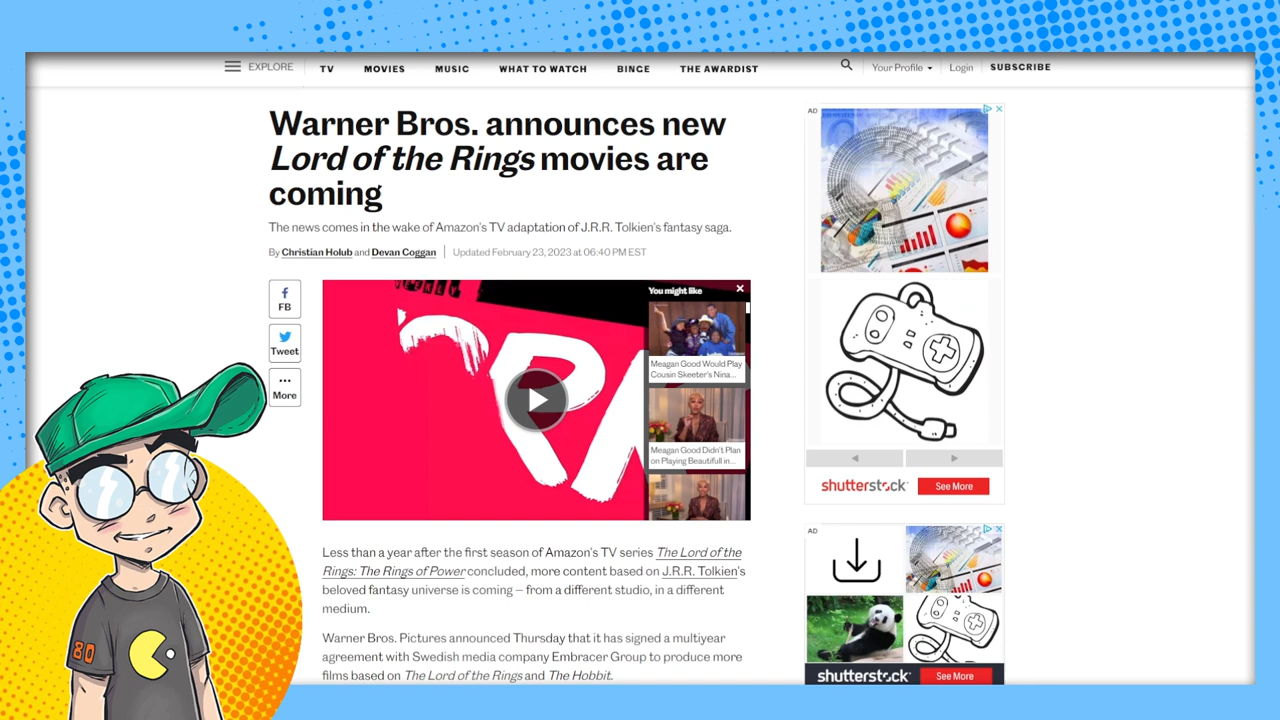 EXPLORE
TV
MOVIES
MUSIC
WHAT TO WATCH
BINGE
THE AWARDIST
Your Profile
Login
SUBSCRIBE
Warner Bros. announces new
Lord of the Rings movies are
coming
The news comes in the wake of Amazon's TV adaptation of J.R.R. Tolkien's fantasy saga.
By Christian Holub and Devan Coggan
Updated February 23, 2023 at 06:40 PM EST
FB
Tweet
More
You might like
Meagan Good Would Play
Cousin Skeeter's Nina...
Meagan Good Didn't Plan
on Playing Beautifull in...
Less than a year after the first season of Amazon's TV series The Lord of the
Rings: The Rings of Power concluded, more content based on J.R.R. Tolkien's
beloved fantasy universe is coming – from a different studio, in a different
medium.
Warner Bros. Pictures announced Thursday that it has signed a multiyear
agreement with Swedish media company Embracer Group to produce more
films based on The Lord of the Rings and The Hobbit.
AD
shutterstock
See More
AD
shutterstock
See More
80